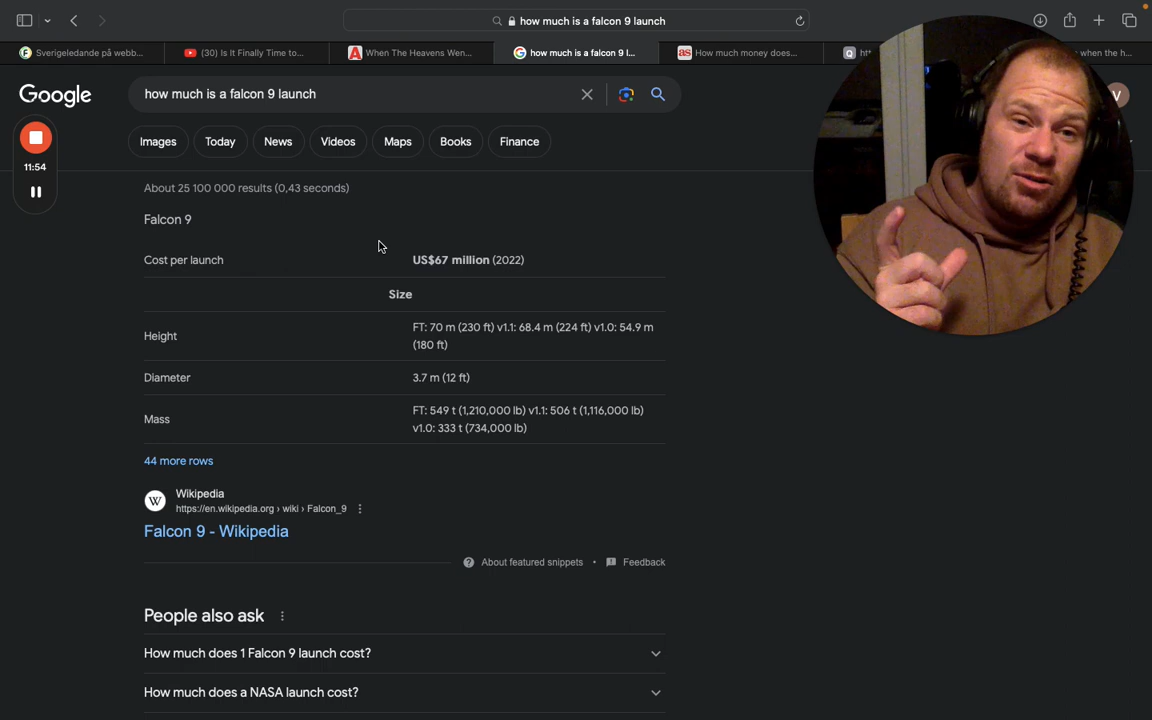 how much is a falcon 9 launch
Sverigeledande på webb...
(30) Is It Finally Time to...
When The Heavens Wen...
how much is a falcon 9 l...
as How much money does...
htt
when the h...
Google
how much is a falcon 9 launch
V
Images Today News Videos Maps Books Finance
11:54
About 25 100 000 results (0,43 seconds)
Falcon 9
Cost per launch US$67 million (2022)
Size
Height FT: 70 m (230 ft) v1.1: 68.4 m (224 ft) v1.0: 54.9 m
(180 ft)
Diameter 3.7 m (12 ft)
Mass FT: 549 t (1,210,000 lb) v1.1: 506 t (1,116,000 lb)
v1.0: 333 t (734,000 lb)
44 more rows
W Wikipedia
https://en.wikipedia.org › wiki › Falcon_9
Falcon 9 - Wikipedia
About featured snippets • Feedback
People also ask
How much does 1 Falcon 9 launch cost?
How much does a NASA launch cost?